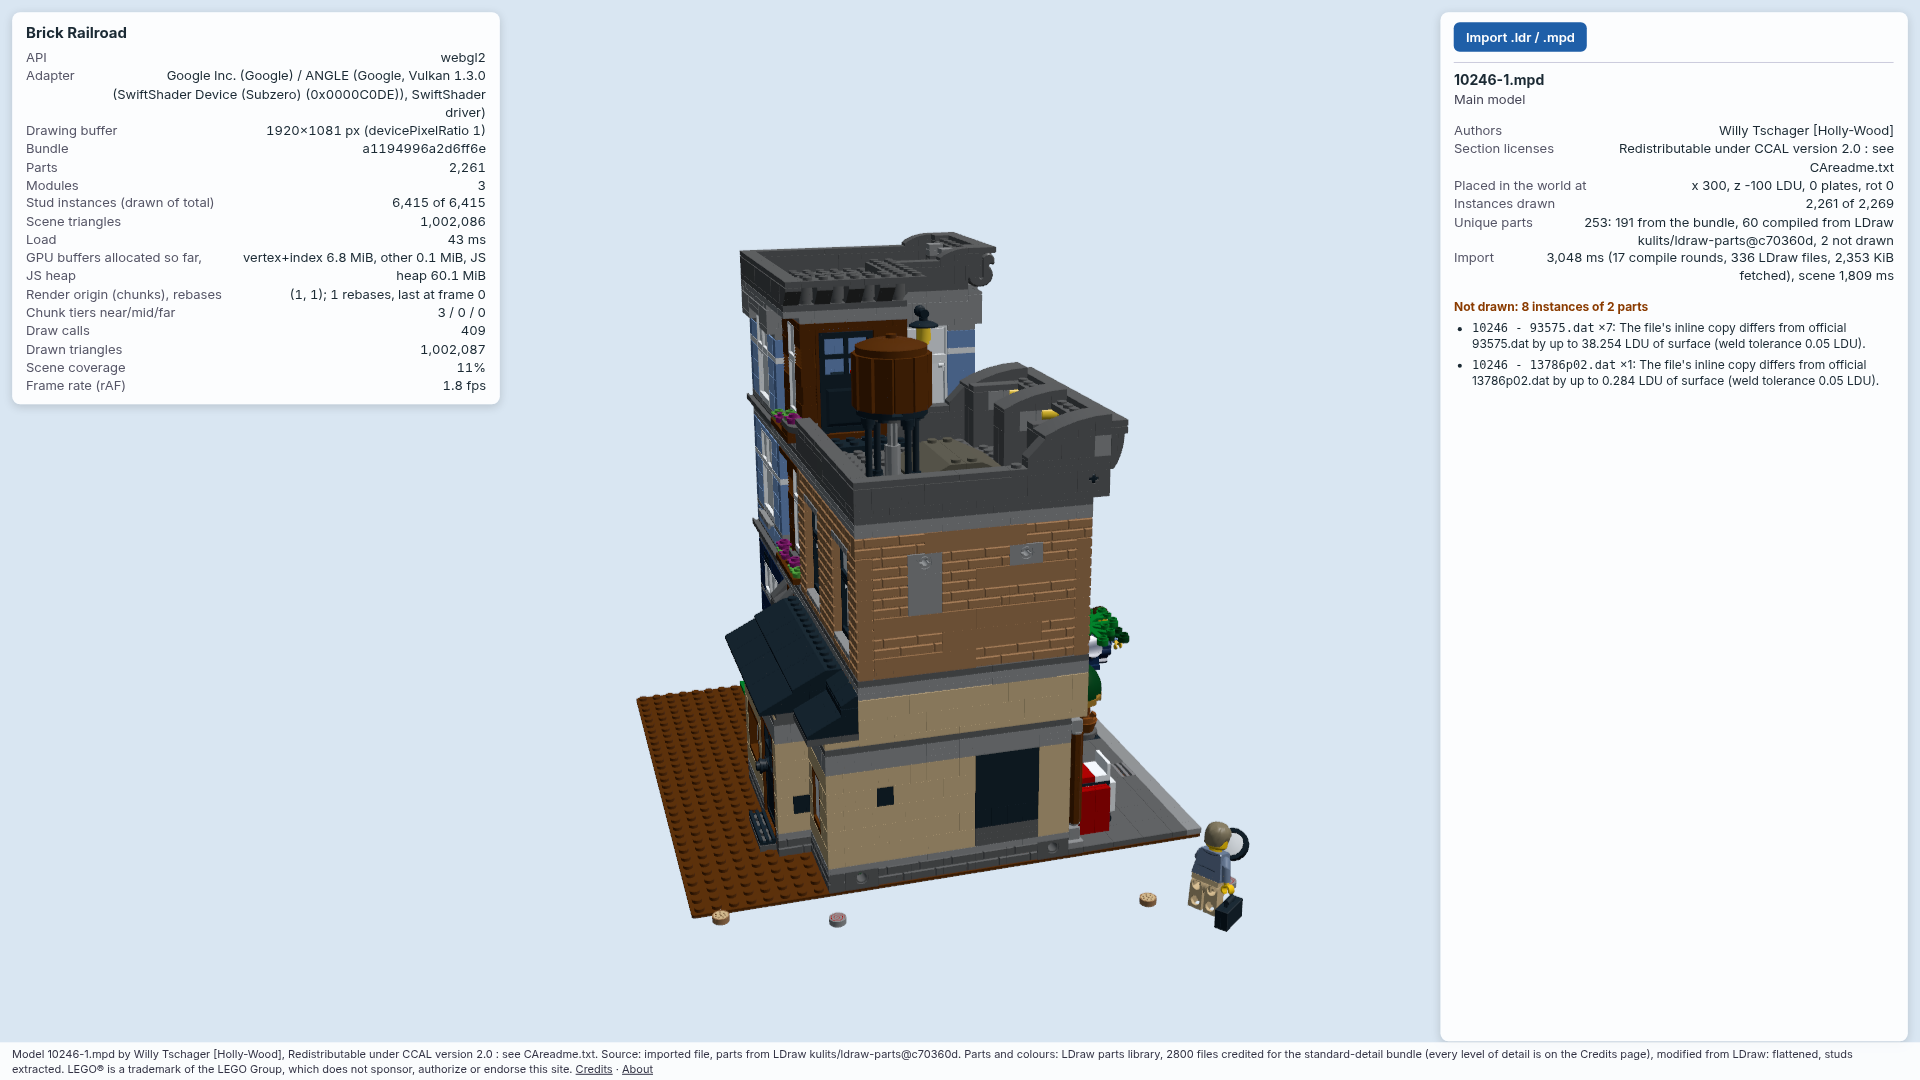 Brick Railroad
API webgl2
Adapter Google Inc. (Google) / ANGLE (Google, Vulkan 1.3.0
(SwiftShader Device (Subzero) (0x0000C0DE)), SwiftShader
driver)
Drawing buffer 1920×1081 px (devicePixelRatio 1)
Bundle a1194996a2d6ff6e
Parts 2,261
Modules 3
Stud instances (drawn of total) 6,415 of 6,415
Scene triangles 1,002,086
Load 43 ms
GPU buffers allocated so far, vertex+index 6.8 MiB, other 0.1 MiB, JS
JS heap heap 60.1 MiB
Render origin (chunks), rebases (1, 1); 1 rebases, last at frame 0
Chunk tiers near/mid/far 3 / 0 / 0
Draw calls 409
Drawn triangles 1,002,087
Scene coverage 11%
Frame rate (rAF) 1.8 fps
Import .ldr / .mpd
10246-1.mpd
Main model
Authors Willy Tschager [Holly-Wood]
Section licenses Redistributable under CCAL version 2.0 : see
CAreadme.txt
Placed in the world at x 300, z -100 LDU, 0 plates, rot 0
Instances drawn 2,261 of 2,269
Unique parts 253: 191 from the bundle, 60 compiled from LDraw
kulits/ldraw-parts@c70360d, 2 not drawn
Import 3,048 ms (17 compile rounds, 336 LDraw files, 2,353 KiB
fetched), scene 1,809 ms
Not drawn: 8 instances of 2 parts
• 10246 - 93575.dat ×7: The file's inline copy differs from official
93575.dat by up to 38.254 LDU of surface (weld tolerance 0.05 LDU).
• 10246 - 13786p02.dat ×1: The file's inline copy differs from official
13786p02.dat by up to 0.284 LDU of surface (weld tolerance 0.05 LDU).
Model 10246-1.mpd by Willy Tschager [Holly-Wood], Redistributable under CCAL version 2.0 : see CAreadme.txt. Source: imported file, parts from LDraw kulits/ldraw-parts@c70360d. Parts and colours: LDraw parts library, 2800 files credited for the standard-detail bundle (every level of detail is on the Credits page), modified from LDraw: flattened, studs
extracted. LEGO® is a trademark of the LEGO Group, which does not sponsor, authorize or endorse this site. Credits · About